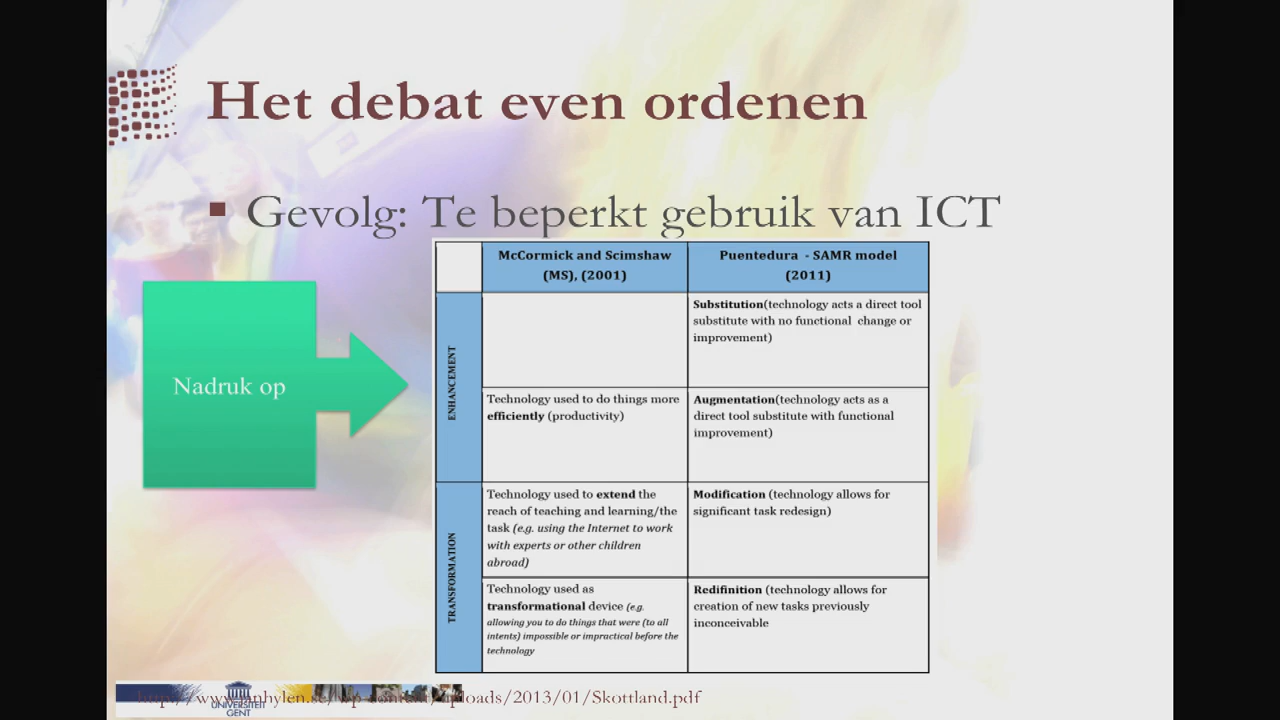 Het debat even ordenen
Gevolg: Te beperkt gebruik van ICT
Nadruk op
McCormick and Scimshaw
(MS), (2001)
Puentedura - SAMR model
(2011)
ENHANCEMENT
Substitution(technology acts a direct tool
substitute with no functional change or
improvement)
Technology used to do things more
efficiently (productivity)
Augmentation(technology acts as a
direct tool substitute with functional
improvement)
TRANSFORMATION
Technology used to extend the
reach of teaching and learning/the
task (e.g. using the Internet to work
with experts or other children
abroad)
Modification (technology allows for
significant task redesign)
Technology used as
transformational device (e.g.
allowing you to do things that were (to all
intents) impossible or impractical before the
technology
Redifinition (technology allows for
creation of new tasks previously
inconceivable
http://www.janhylen.se/wp-content/uploads/2013/01/Skottland.pdf
UNIVERSITEIT
GENT